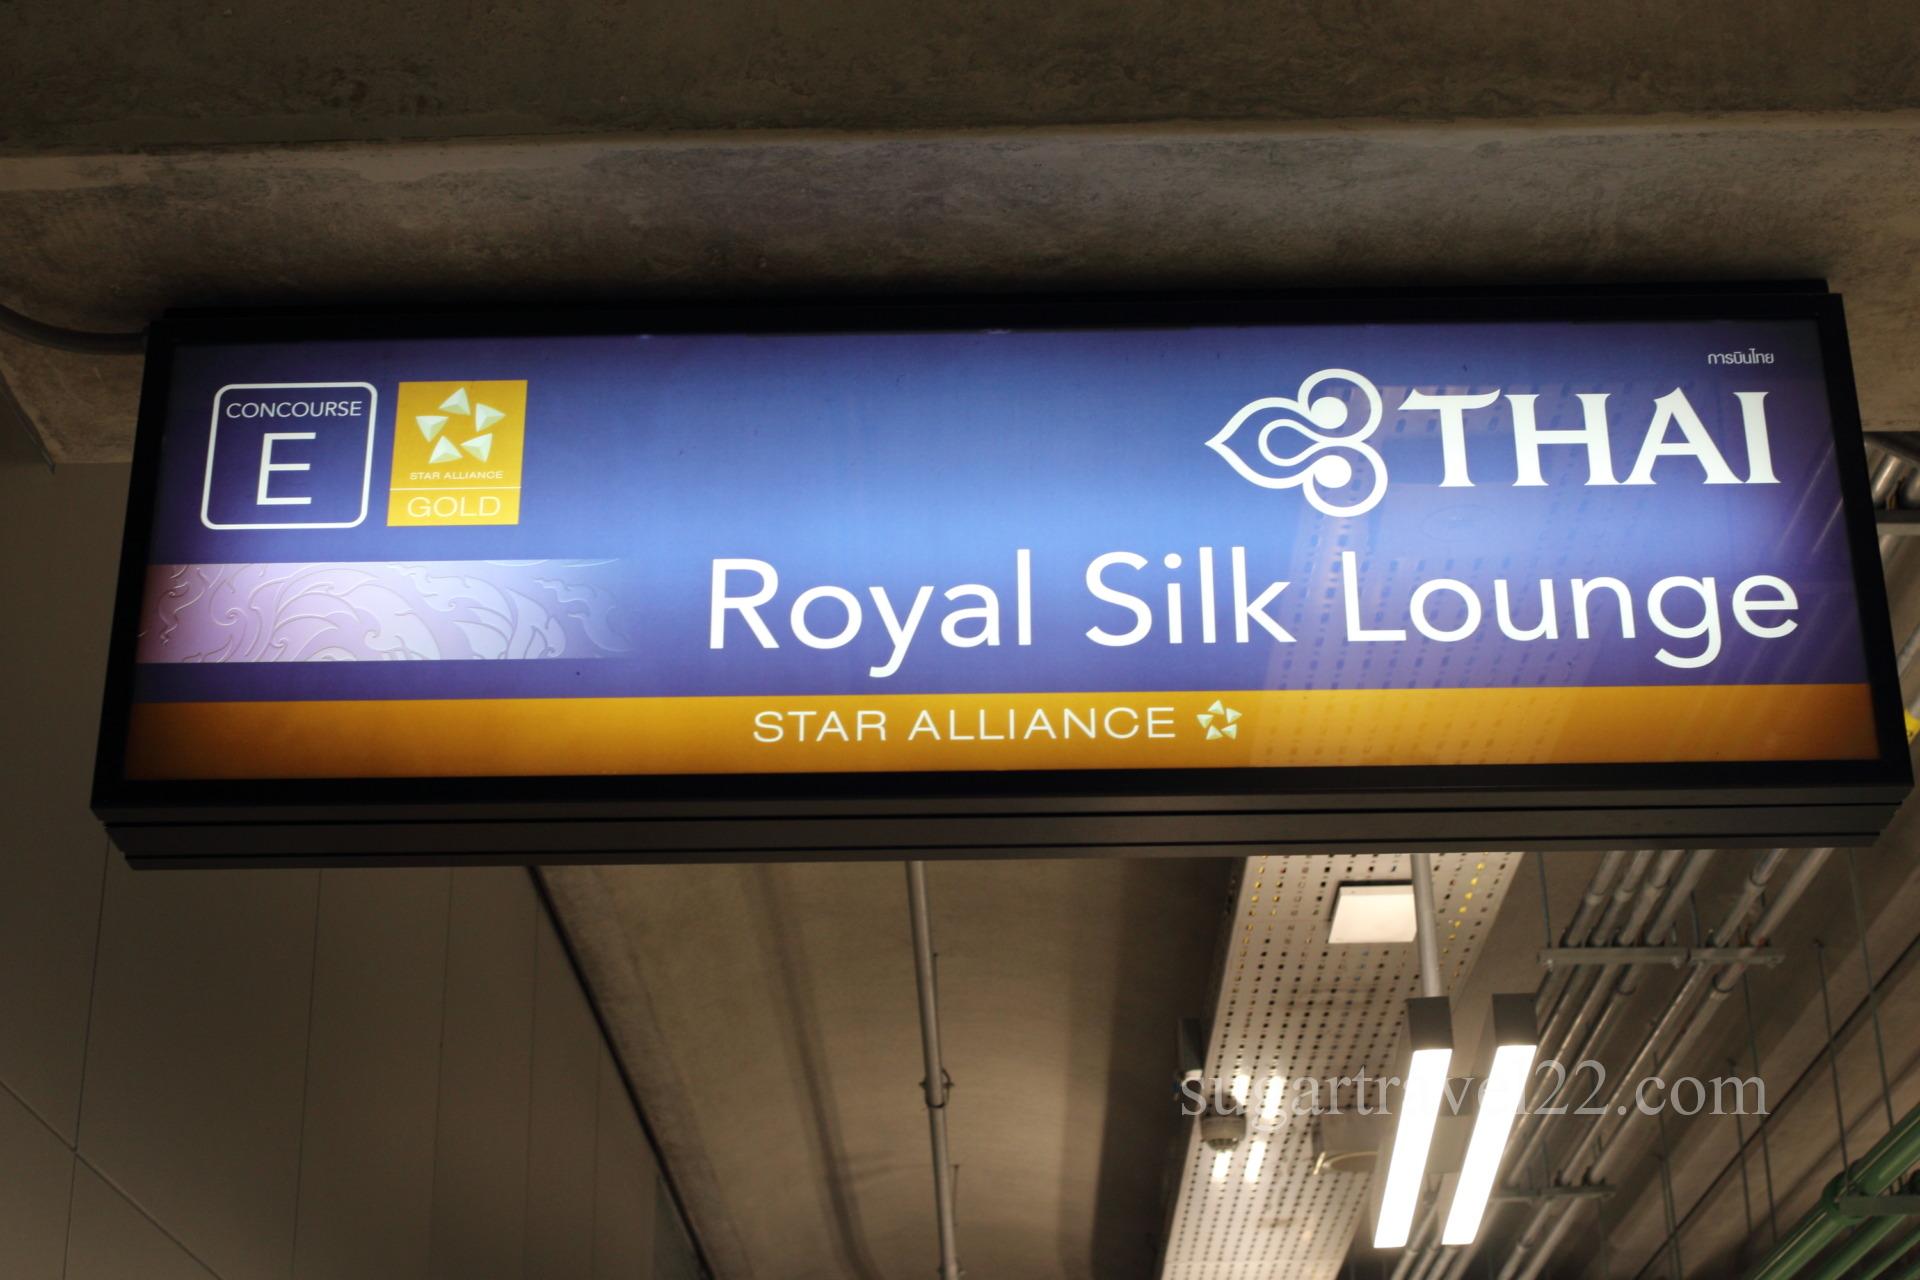 การบินไทย
CONCOURSE
E
STAR ALLIANCE
GOLD
THAI
Royal Silk Lounge
STAR ALLIANCE
sugartravel22.com